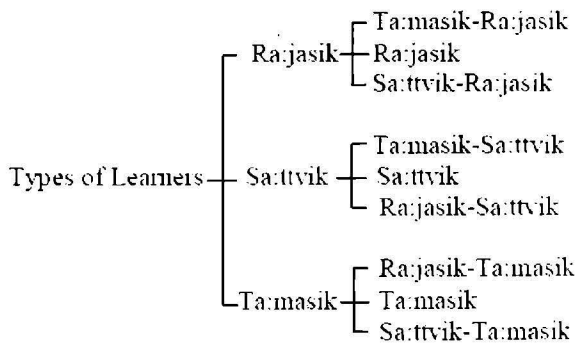 Ta:masik-Ra:jasik
Ra:jasik
Ra:jasik
Sa:ttvik-Ra:jasik
Ta:masik-Sa:ttvik
Types of Learners
Sa:ttvik
Sa:ttvik
Ra:jasik-Sa:ttvik
Ra:jasik-Ta:masik
Ta:masik
Ta:masik
Sa:ttvik-Ta:masik